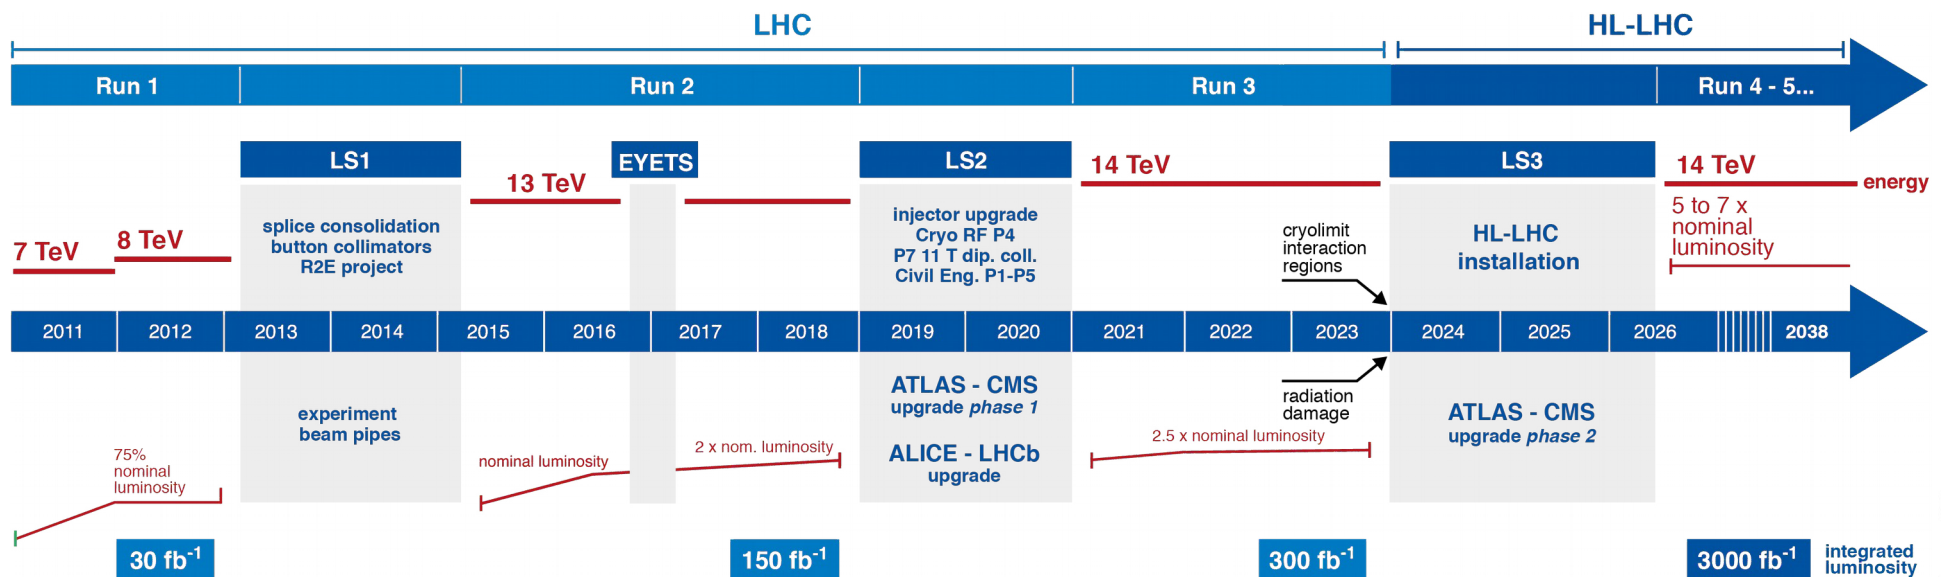 LHC
HL-LHC
Run 1
Run 2
Run 3
Run 4 - 5...
LS1
EYETS
LS2
LS3
7 TeV
8 TeV
13 TeV
14 TeV
14 TeV
energy
splice consolidation
button collimators
R2E project
injector upgrade
Cryo RF P4
P7 11 T dip. coll.
Civil Eng. P1-P5
cryolimit
interaction
regions
HL-LHC
installation
5 to 7 x
nominal
luminosity
2011
2012
2013
2014
2015
2016
2017
2018
2019
2020
2021
2022
2023
2024
2025
2026
2038
75%
nominal
luminosity
experiment
beam pipes
nominal luminosity
2 x nom. luminosity
ATLAS - CMS
upgrade phase 1
ALICE - LHCb
upgrade
radiation
damage
2.5 x nominal luminosity
ATLAS - CMS
upgrade phase 2
30 fb⁻¹
150 fb⁻¹
300 fb⁻¹
3000 fb⁻¹
integrated
luminosity